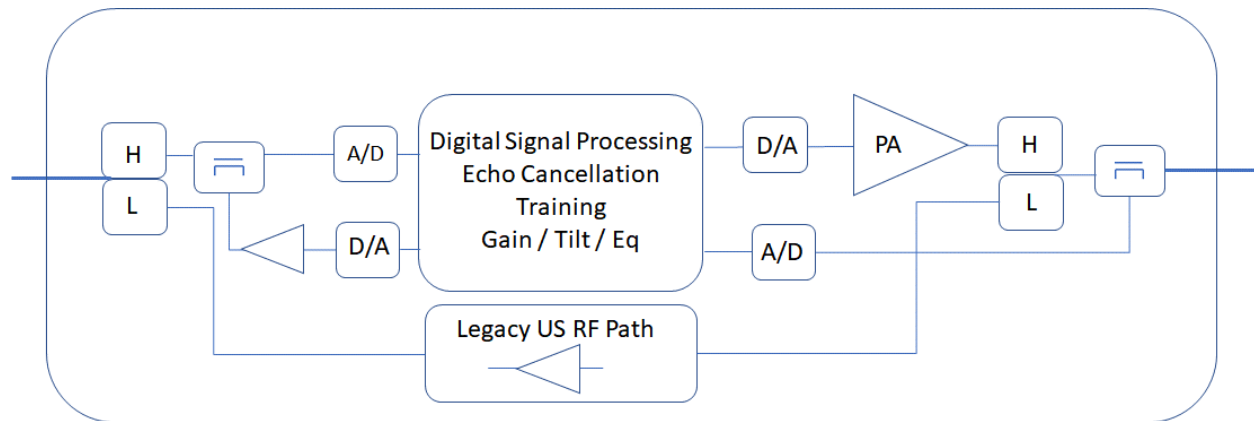 H
L
A/D
D/A
Digital Signal Processing
Echo Cancellation
Training
Gain / Tilt / Eq
D/A
PA
A/D
H
L
Legacy US RF Path